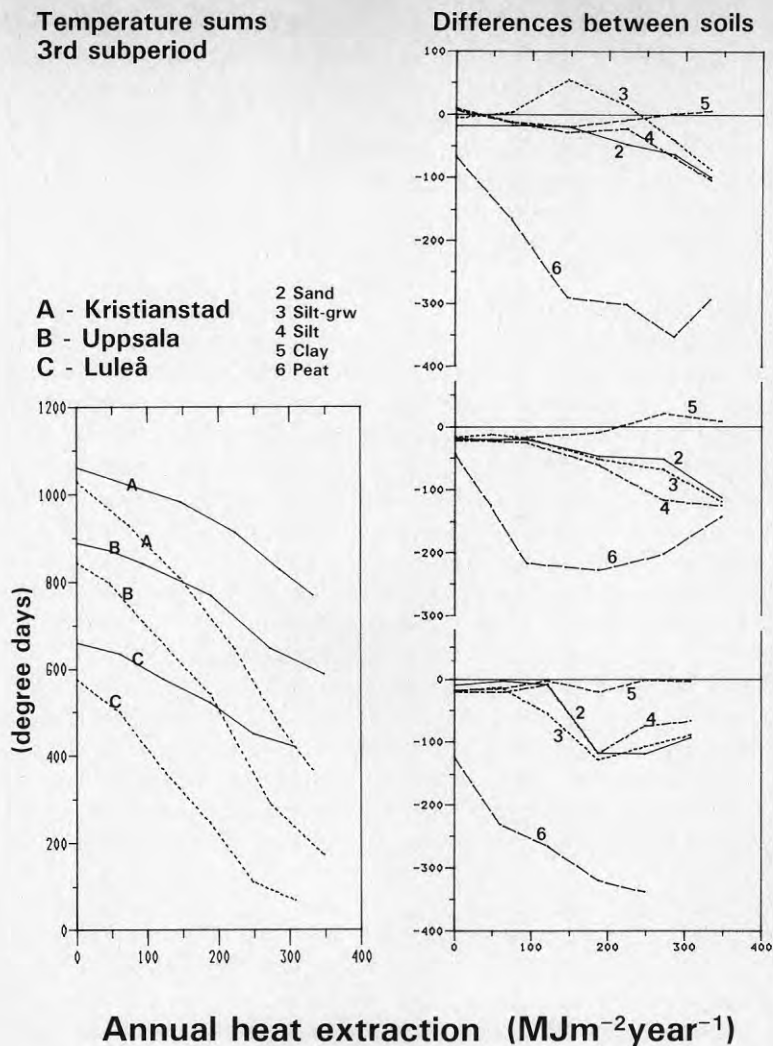 Temperature sums
3rd subperiod
Differences between soils
A - Kristianstad
B - Uppsala
C - Luleå
2 Sand
3 Silt-grw
4 Silt
5 Clay
6 Peat
1200
1000
800
600
400
200
0
0 100 200 300 400
(degree days)
A
A
B
B
C
C
100
0
-100
-200
-300
-400
3
5
4
2
6
0
-100
-200
-300
5
2
3
4
6
0
-100
-200
-300
-400
5
2
4
3
6
0 100 200 300 400
Annual heat extraction (MJm⁻²year⁻¹)